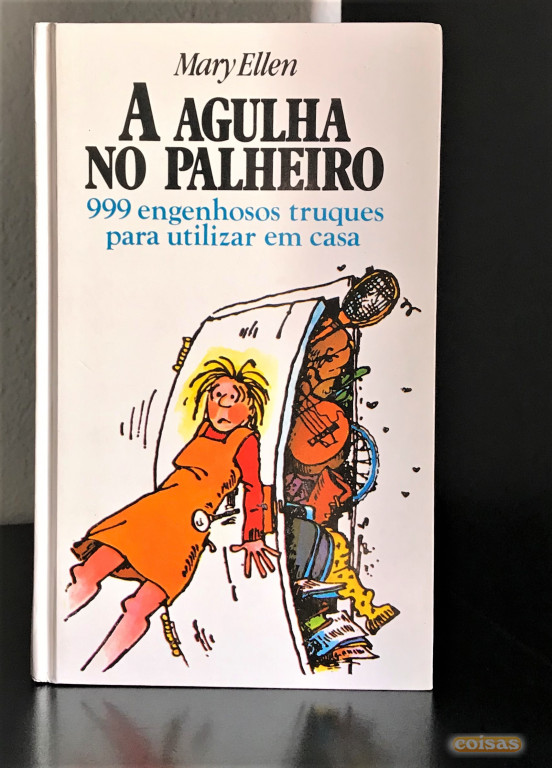 Mary Ellen
A AGULHA
NO PALHEIRO
999 engenhosos truques
para utilizar em casa
coisas